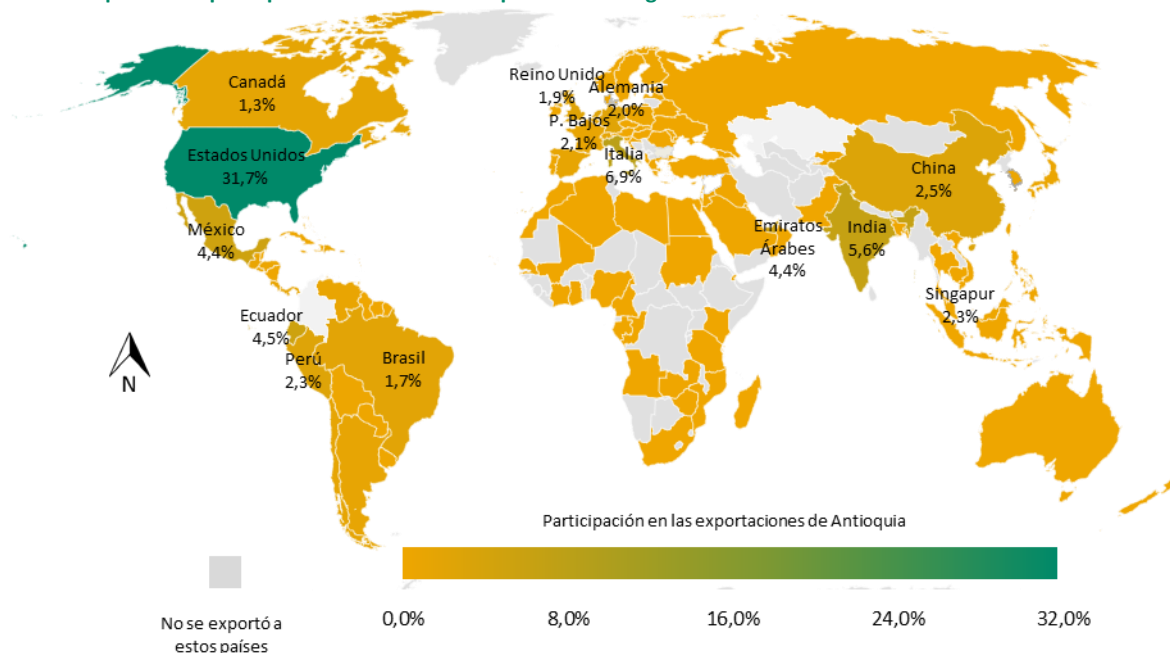 Canadá
1,3%
Reino Unido
1,9%
Alemania
2,0%
P. Bajos
2,1%
Italia
6,9%
Estados Unidos
31,7%
China
2,5%
México
4,4%
Emiratos
Árabes
4,4%
India
5,6%
Singapur
2,3%
Ecuador
4,5%
Perú
2,3%
Brasil
1,7%
N
Participación en las exportaciones de Antioquia
No se exportó a
estos países
0,0%
8,0%
16,0%
24,0%
32,0%